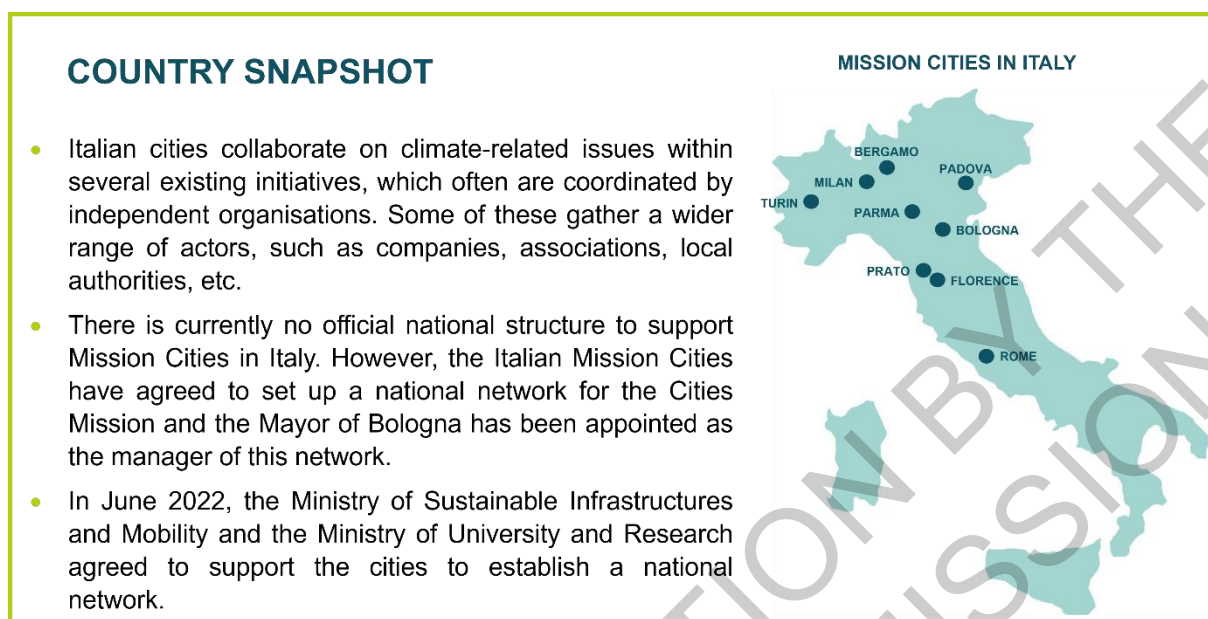 COUNTRY SNAPSHOT
• Italian cities collaborate on climate-related issues within
several existing initiatives, which often are coordinated by
independent organisations. Some of these gather a wider
range of actors, such as companies, associations, local
authorities, etc.
• There is currently no official national structure to support
Mission Cities in Italy. However, the Italian Mission Cities
have agreed to set up a national network for the Cities
Mission and the Mayor of Bologna has been appointed as
the manager of this network.
• In June 2022, the Ministry of Sustainable Infrastructures
and Mobility and the Ministry of University and Research
agreed to support the cities to establish a national
network.
MISSION CITIES IN ITALY
BERGAMO
MILAN
PADOVA
TURIN
PARMA
BOLOGNA
PRATO
FLORENCE
ROME
BY THE